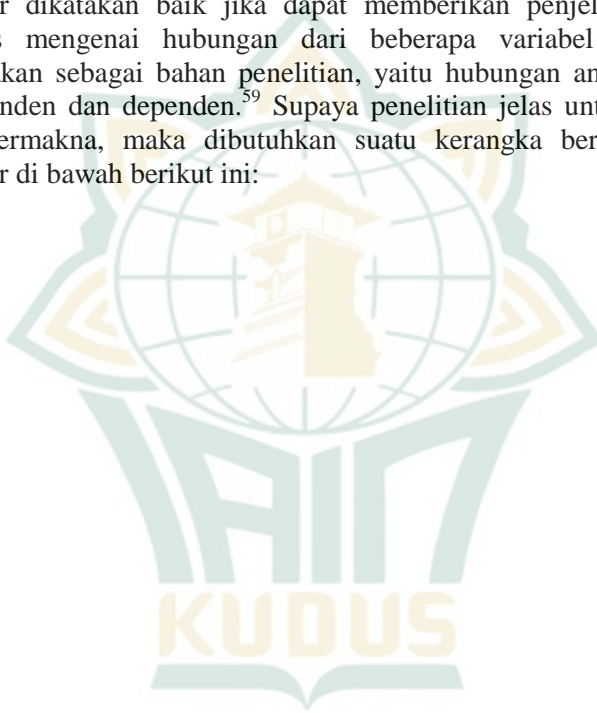 r dikatakan baik jika dapat memberikan penjel
s mengenai hubungan dari beberapa variabel
akan sebagai bahan penelitian, yaitu hubungan an
nden dan dependen.59 Supaya penelitian jelas unt
ermakna, maka dibutuhkan suatu kerangka ber
r di bawah berikut ini:
IAIN
KUDUS